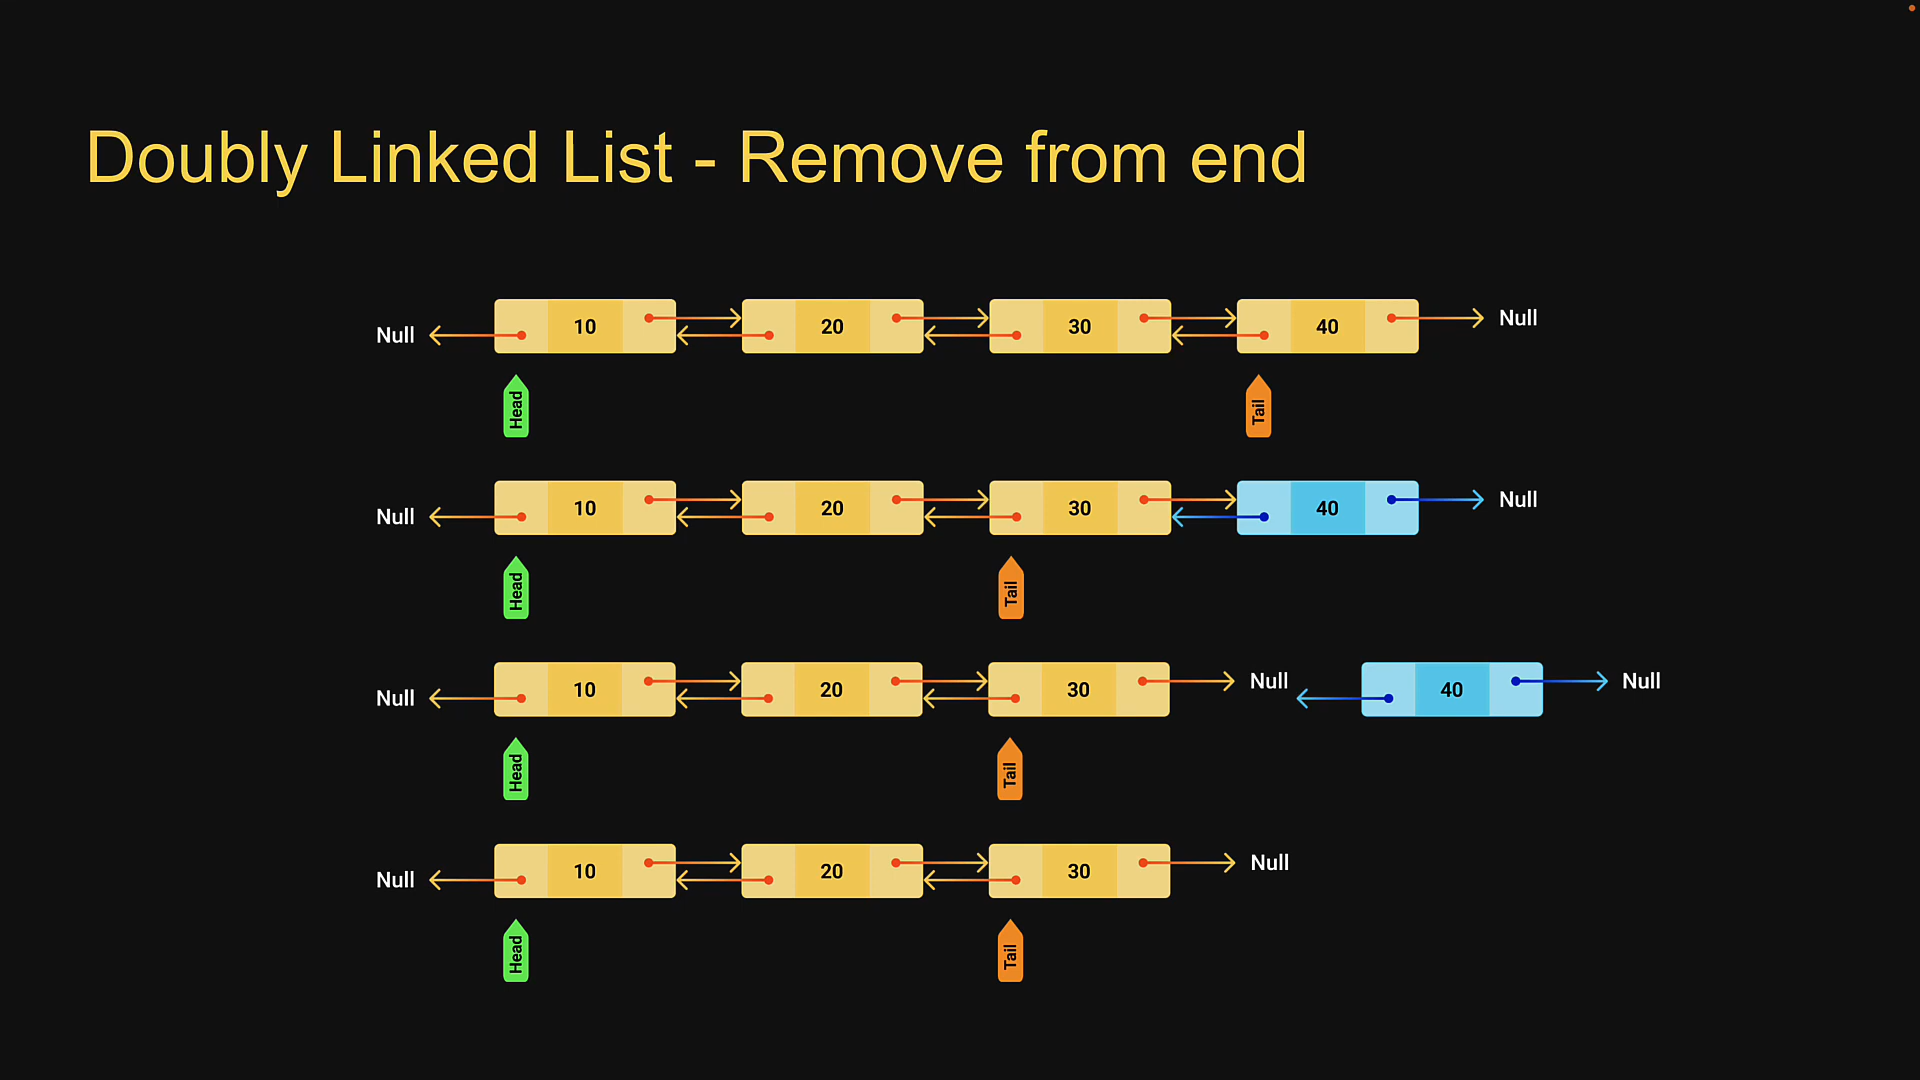 Doubly Linked List - Remove from end
Null 10 20 30 40 Null
Head Tail
Null 10 20 30 40 Null
Head Tail
Null 10 20 30 Null 40 Null
Head Tail
Null 10 20 30 Null
Head Tail